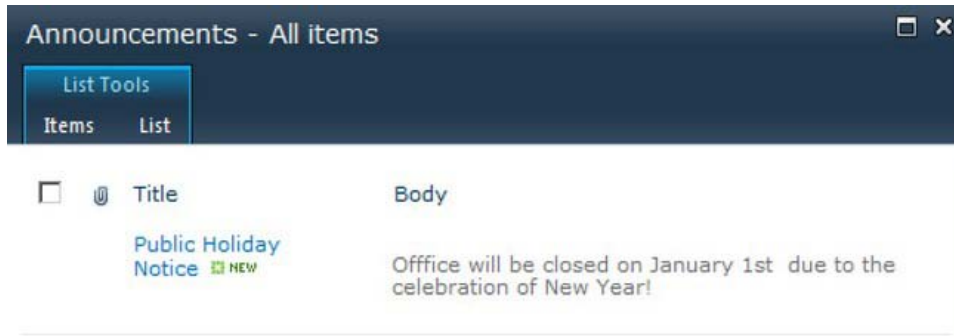 Announcements - All items
List Tools
Items List
Title Body
Public Holiday
Notice NEW
Offfice will be closed on January 1st due to the
celebration of New Year!